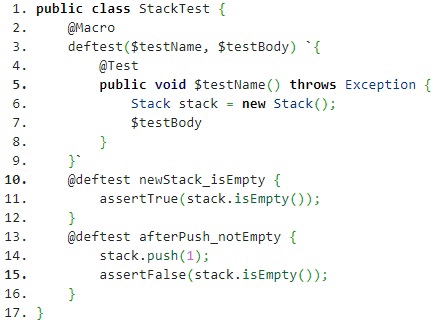 1. public class StackTest {
2.     @Macro
3.     deftest($testName, $testBody) `{
4.         @Test
5.         public void $testName() throws Exception {
6.             Stack stack = new Stack();
7.             $testBody
8.         }
9.     }`
10.     @deftest newStack_isEmpty {
11.         assertTrue(stack.isEmpty());
12.     }
13.     @deftest afterPush_notEmpty {
14.         stack.push(1);
15.         assertFalse(stack.isEmpty());
16.     }
17. }